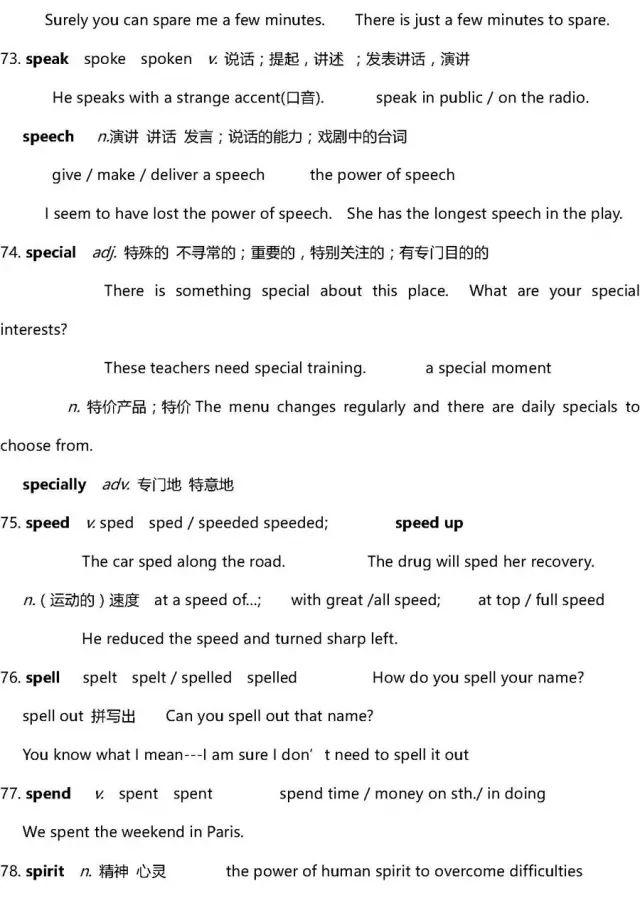 Surely you can spare me a few minutes. There is just a few minutes to spare.
73. speak spoke spoken v. 说话；提起，讲述 ；发表讲话，演讲
He speaks with a strange accent(口音). speak in public / on the radio.
speech n.演讲 讲话 发言；说话的能力；戏剧中的台词
give / make / deliver a speech the power of speech
I seem to have lost the power of speech. She has the longest speech in the play.
74. special adj. 特殊的 不寻常的；重要的，特别关注的；有专门目的的
There is something special about this place. What are your special
interests?
These teachers need special training. a special moment
n. 特价产品；特价 The menu changes regularly and there are daily specials to
choose from.
specially adv. 专门地 特意地
75. speed v. sped sped / speeded speeded; speed up
The car sped along the road. The drug will sped her recovery.
n.（运动的）速度 at a speed of...; with great /all speed; at top / full speed
He reduced the speed and turned sharp left.
76. spell spelt spelt / spelled spelled How do you spell your name?
spell out 拼写出 Can you spell out that name?
You know what I mean---I am sure I don’t need to spell it out
77. spend v. spent spent spend time / money on sth./ in doing
We spent the weekend in Paris.
78. spirit n. 精神 心灵 the power of human spirit to overcome difficulties